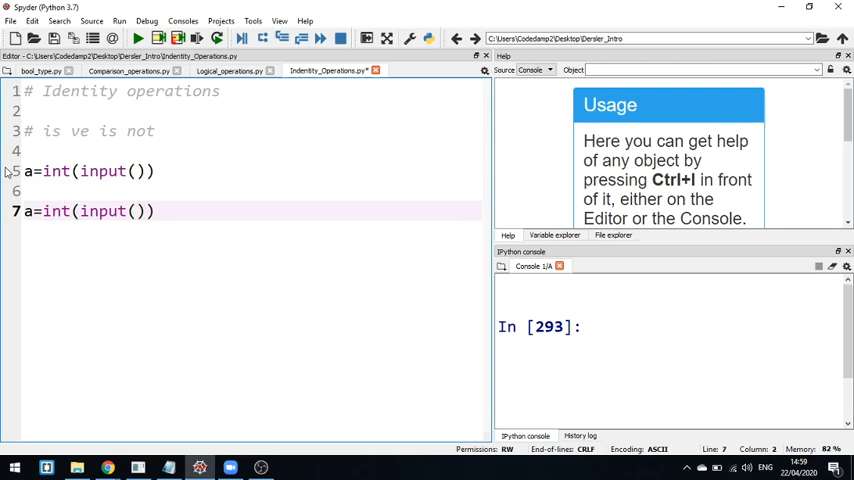 Spyder (Python 3.7)
File Edit Search Source Run Debug Consoles Projects Tools View Help
C:\Users\Codedamp2\Desktop\Dersler_Intro
Editor - C:\Users\Codedamp2\Desktop\Dersler_Intro\Indentity_Operations.py
Help
bool_type.py Comparison_operations.py Logical_operations.py Indentity_Operations.py*
Source Console Object
1 # Identity operations
2
3 # is ve is not
4
5 a=int(input())
6
7 a=int(input())
Usage
Here you can get help
of any object by
pressing Ctrl+I in front
of it, either on the
Editor or the Console.
Help Variable explorer File explorer
IPython console
Console 1/A
In [293]:
IPython console History log
Permissions: RW End-of-lines: CRLF Encoding: ASCII Line: 7 Column: 2 Memory: 82 %
ENG
14:59
22/04/2020